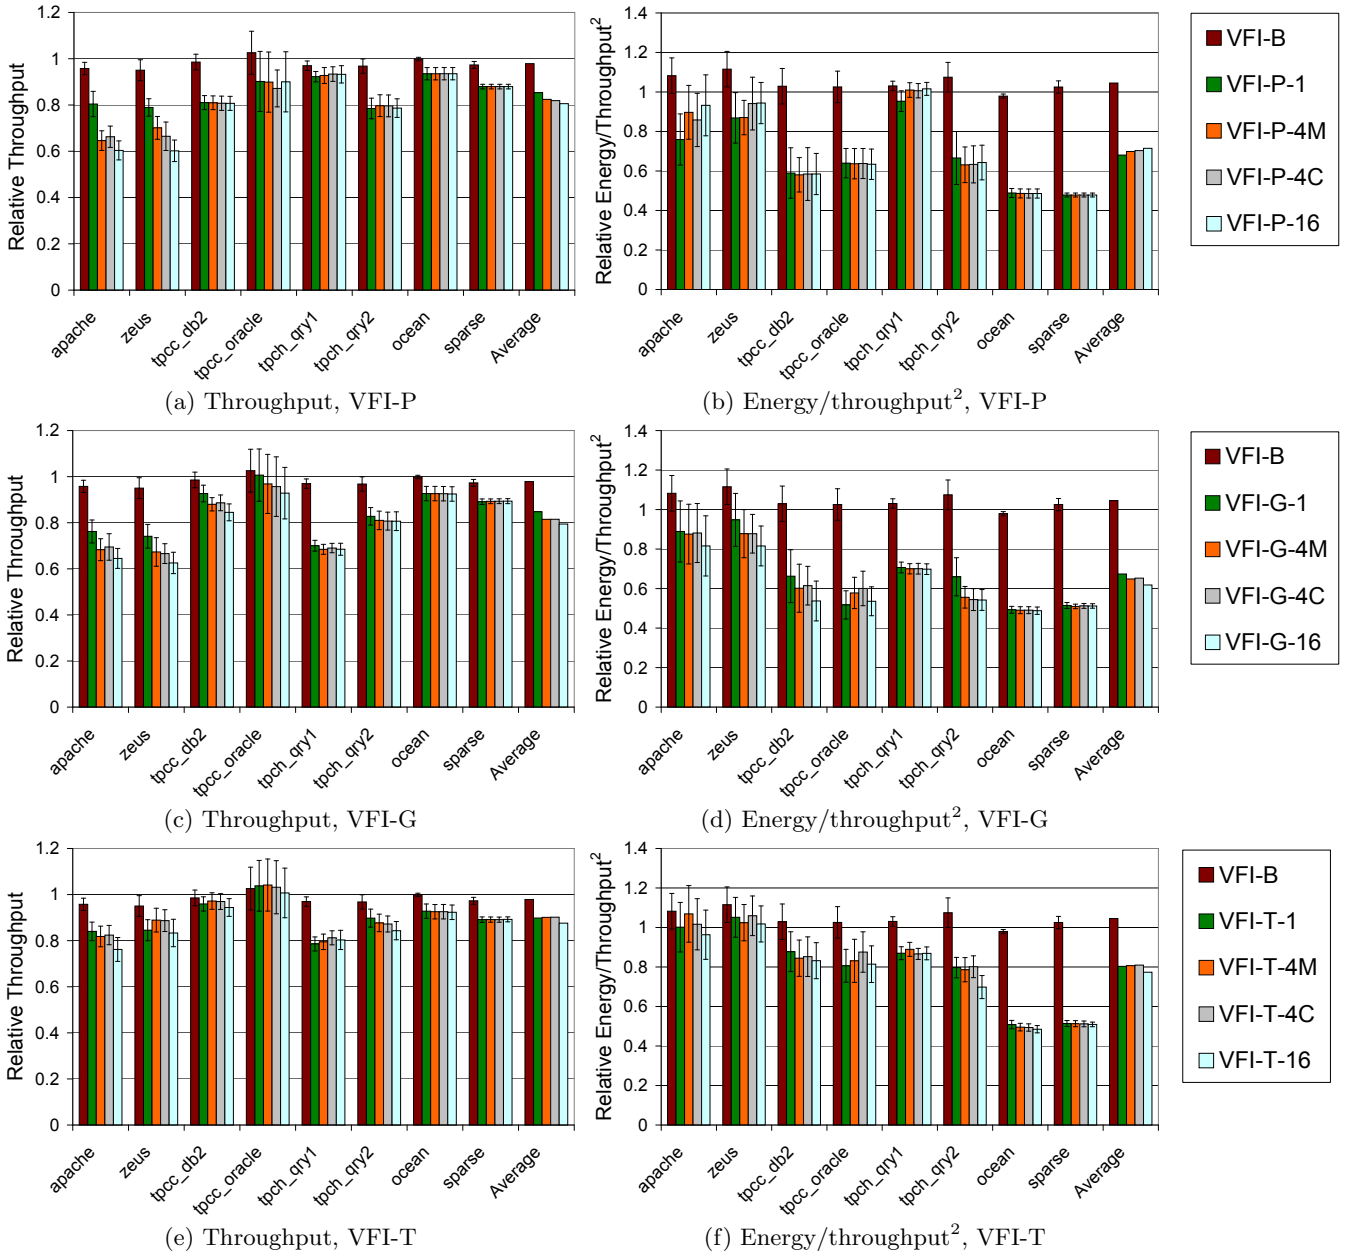 Relative Throughput
1.2
1
0.8
0.6
0.4
0.2
0
apache
zeus
tpcc_db2
tpcc_oracle
tpch_qry1
tpch_qry2
ocean
sparse
Average
(a) Throughput, VFI-P
Relative Energy/Throughput²
1.4
1.2
1
0.8
0.6
0.4
0.2
0
apache
zeus
tpcc_db2
tpcc_oracle
tpch_qry1
tpch_qry2
ocean
sparse
Average
(b) Energy/throughput², VFI-P
VFI-B
VFI-P-1
VFI-P-4M
VFI-P-4C
VFI-P-16
Relative Throughput
1.2
1
0.8
0.6
0.4
0.2
0
apache
zeus
tpcc_db2
tpcc_oracle
tpch_qry1
tpch_qry2
ocean
sparse
Average
(c) Throughput, VFI-G
Relative Energy/Throughput²
1.4
1.2
1
0.8
0.6
0.4
0.2
0
apache
zeus
tpcc_db2
tpcc_oracle
tpch_qry1
tpch_qry2
ocean
sparse
Average
(d) Energy/throughput², VFI-G
VFI-B
VFI-G-1
VFI-G-4M
VFI-G-4C
VFI-G-16
Relative Throughput
1.2
1
0.8
0.6
0.4
0.2
0
apache
zeus
tpcc_db2
tpcc_oracle
tpch_qry1
tpch_qry2
ocean
sparse
Average
(e) Throughput, VFI-T
Relative Energy/Throughput²
1.4
1.2
1
0.8
0.6
0.4
0.2
0
apache
zeus
tpcc_db2
tpcc_oracle
tpch_qry1
tpch_qry2
ocean
sparse
Average
(f) Energy/throughput², VFI-T
VFI-B
VFI-T-1
VFI-T-4M
VFI-T-4C
VFI-T-16